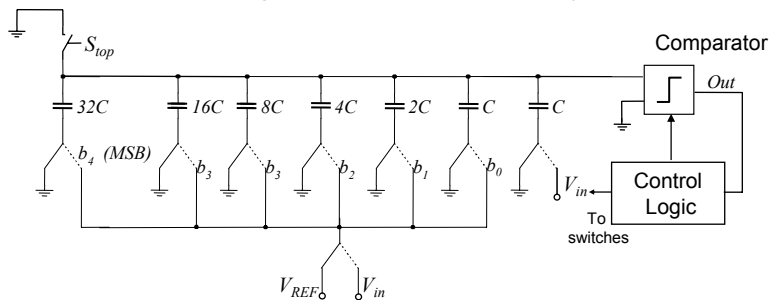 S_top
Comparator
32C 16C 8C 4C 2C C C
Out
b_4 (MSB) b_3 b_3 b_2 b_1 b_0
V_in
Control
Logic
To
switches
V_REF V_in